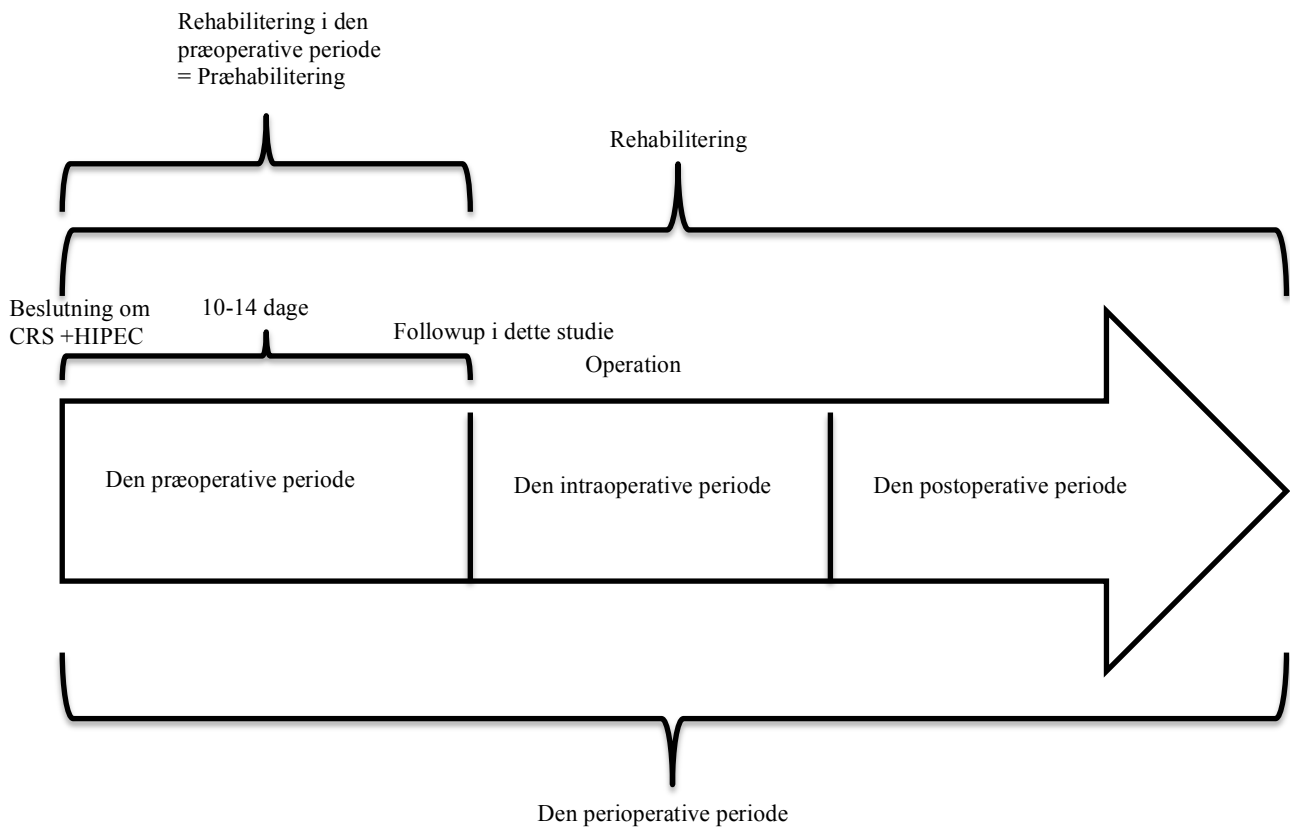 Rehabilitering i den
præoperative periode
= Præhabilitering
Rehabilitering
Beslutning om
CRS +HIPEC
10-14 dage
Followup i dette studie
Operation
Den præoperative periode
Den intraoperative periode
Den postoperative periode
Den perioperative periode